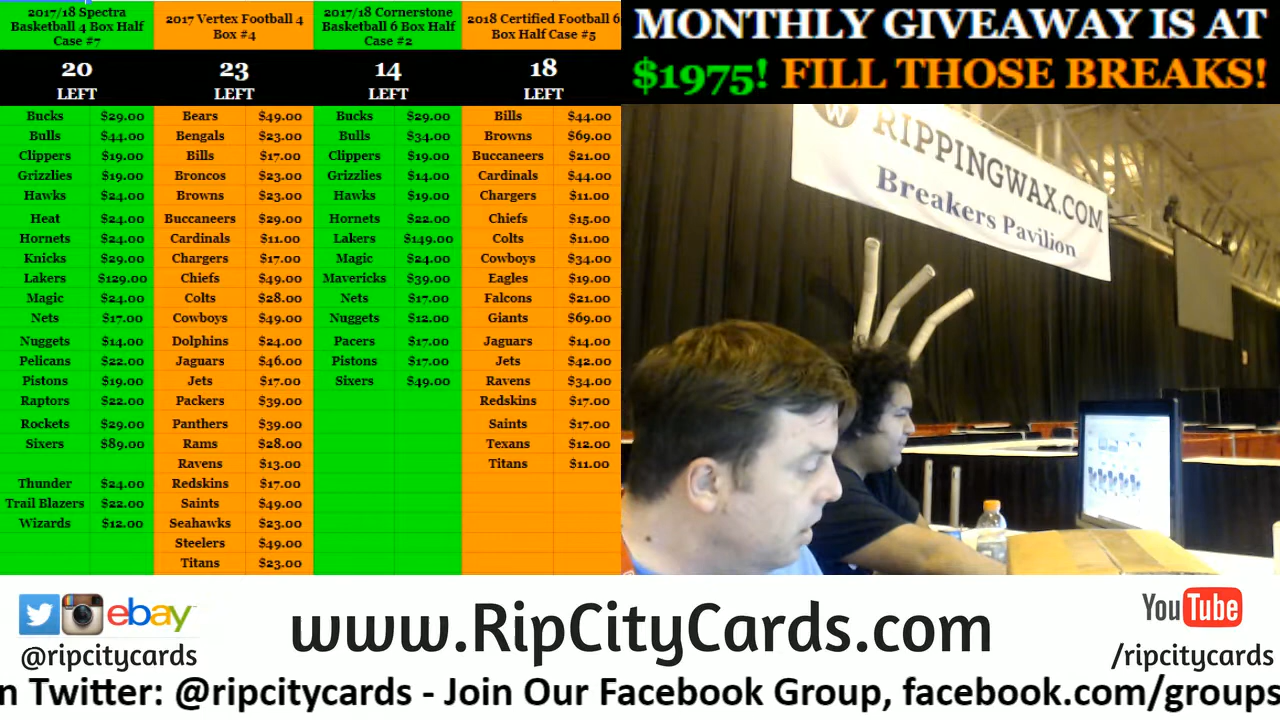 2017/18 Spectra
Basketball 4 Box Half
Case #7
20
LEFT
Bucks $29.00
Bulls $44.00
Clippers $19.00
Grizzlies $19.00
Hawks $24.00
Heat $24.00
Hornets $24.00
Knicks $29.00
Lakers $129.00
Magic $24.00
Nets $17.00
Nuggets $14.00
Pelicans $22.00
Pistons $19.00
Raptors $22.00
Rockets $29.00
Sixers $89.00
Thunder $24.00
Trail Blazers $22.00
Wizards $12.00
2017 Vertex Football 4
Box #4
23
LEFT
Bears $49.00
Bengals $23.00
Bills $17.00
Broncos $23.00
Browns $23.00
Buccaneers $29.00
Cardinals $11.00
Chargers $17.00
Chiefs $49.00
Colts $28.00
Cowboys $49.00
Dolphins $24.00
Jaguars $46.00
Jets $17.00
Packers $39.00
Panthers $39.00
Rams $28.00
Ravens $13.00
Redskins $17.00
Saints $49.00
Seahawks $23.00
Steelers $49.00
Titans $23.00
2017/18 Cornerstone
Basketball 6 Box Half
Case #2
14
LEFT
Bucks $29.00
Bulls $34.00
Clippers $19.00
Grizzlies $14.00
Hawks $19.00
Hornets $22.00
Lakers $149.00
Magic $24.00
Mavericks $39.00
Nets $17.00
Nuggets $12.00
Pacers $17.00
Pistons $17.00
Sixers $49.00
2018 Certified Football 6
Box Half Case #5
18
LEFT
Bills $44.00
Browns $69.00
Buccaneers $21.00
Cardinals $44.00
Chargers $11.00
Chiefs $15.00
Colts $11.00
Cowboys $34.00
Eagles $19.00
Falcons $21.00
Giants $69.00
Jaguars $14.00
Jets $42.00
Ravens $34.00
Redskins $17.00
Saints $17.00
Texans $12.00
Titans $11.00
MONTHLY GIVEAWAY IS AT
$1975! FILL THOSE BREAKS!
W RIPPINGWAX.COM
Breakers Pavilion
ebay
@ripcitycards
www.RipCityCards.com
YouTube
/ripcitycards
n Twitter: @ripcitycards - Join Our Facebook Group, facebook.com/groups